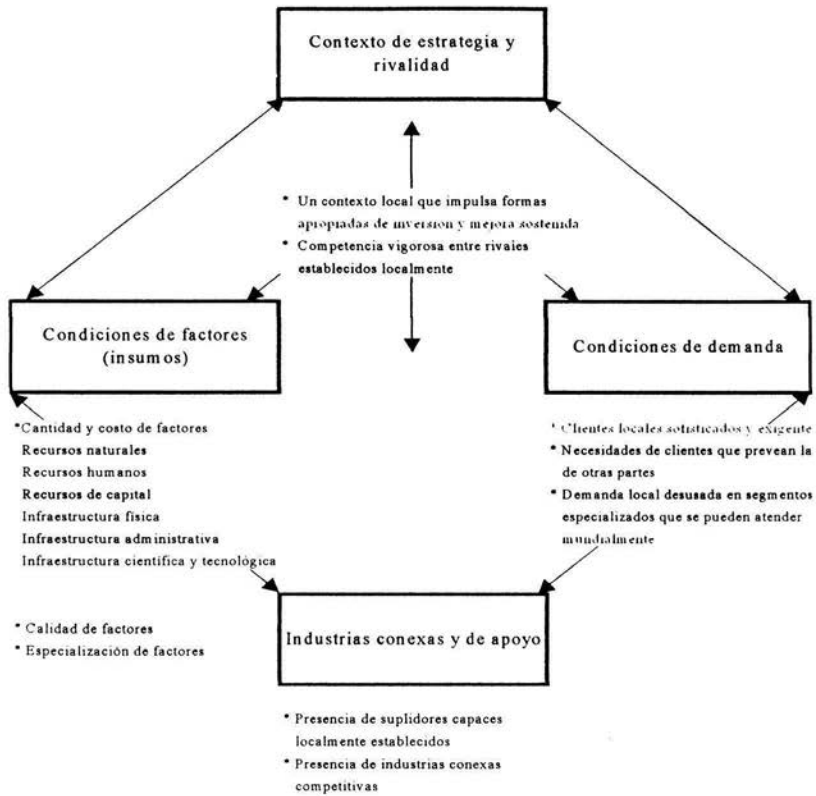 Contexto de estrategia y
rivalidad
* Un contexto local que impulsa formas
apropiadas de inversion y mejora sostenida
* Competencia vigorosa entre rivales
establecidos localmente
Condiciones de factores
(insumos)
Condiciones de demanda
*Cantidad y costo de factores
Recursos naturales
Recursos humanos
Recursos de capital
Infraestructura física
Infraestructura administrativa
Infraestructura científica y tecnológica
* Calidad de factores
* Especialización de factores
* Clientes locales sofisticados y exigente
* Necesidades de clientes que prevean la
de otras partes
* Demanda local desusada en segmentos
especializados que se pueden atender
mundialmente
Industrias conexas y de apoyo
* Presencia de suplidores capaces
localmente establecidos
* Presencia de industrias conexas
competitivas